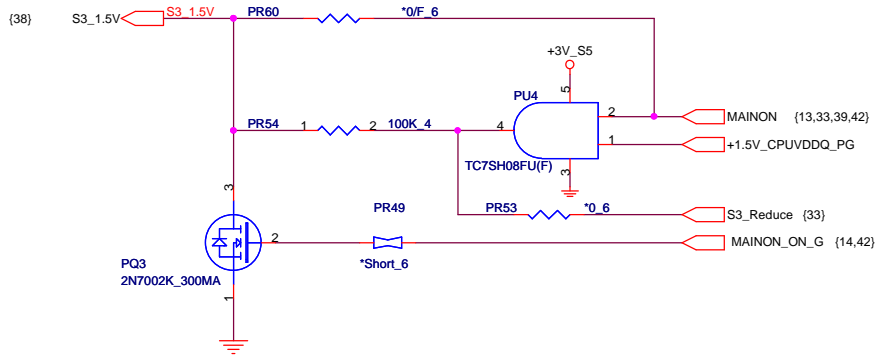 {38} S3_1.5V S3_1.5V PR60 *0/F_6
+3V_S5
PU4
5
2 MAINON {13,33,39,42}
PR54 1 2 100K_4 4
1 +1.5V_CPUVDDQ_PG
TC7SH08FU(F) 3
3 PR49 PR53 *0_6 S3_Reduce {33}
2 MAINON_ON_G {14,42}
PQ3 *Short_6
2N7002K_300MA
1